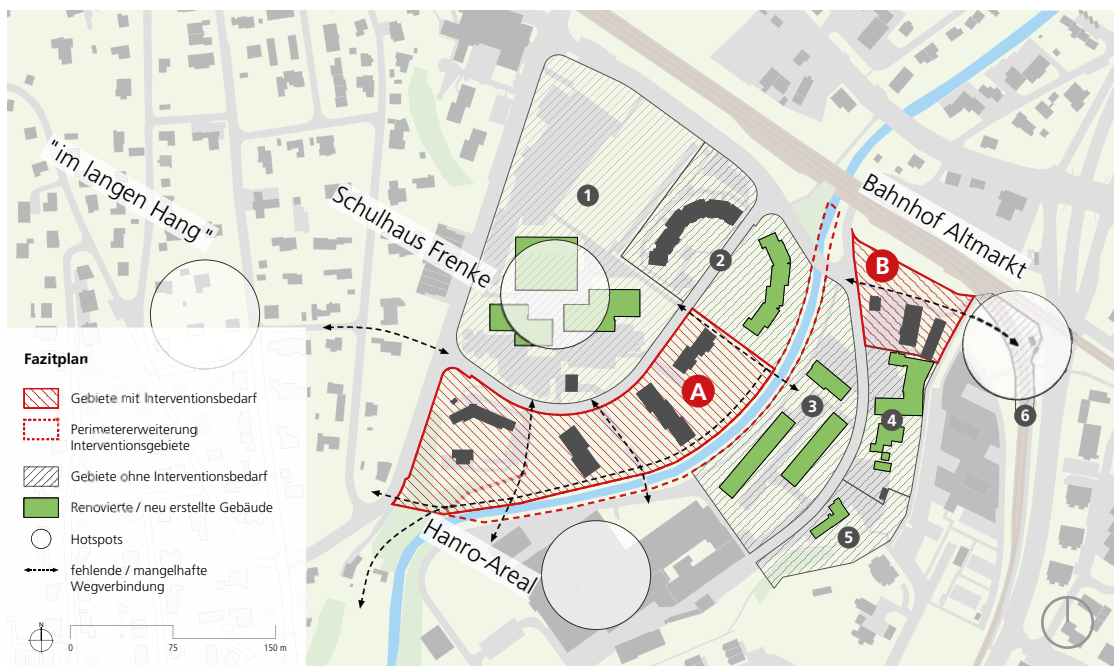 "im langen Hang"
Schulhaus Frenke
Bahnhof Altmarkt
Hanro-Areal
1
2
3
4
5
6
A
B
Fazitplan
Gebiete mit Interventionsbedarf
Perimetererweiterung
Interventionsgebiete
Gebiete ohne Interventionsbedarf
Renovierte / neu erstellte Gebäude
Hotspots
fehlende / mangelhafte
Wegverbindung
N
0 75 150 m